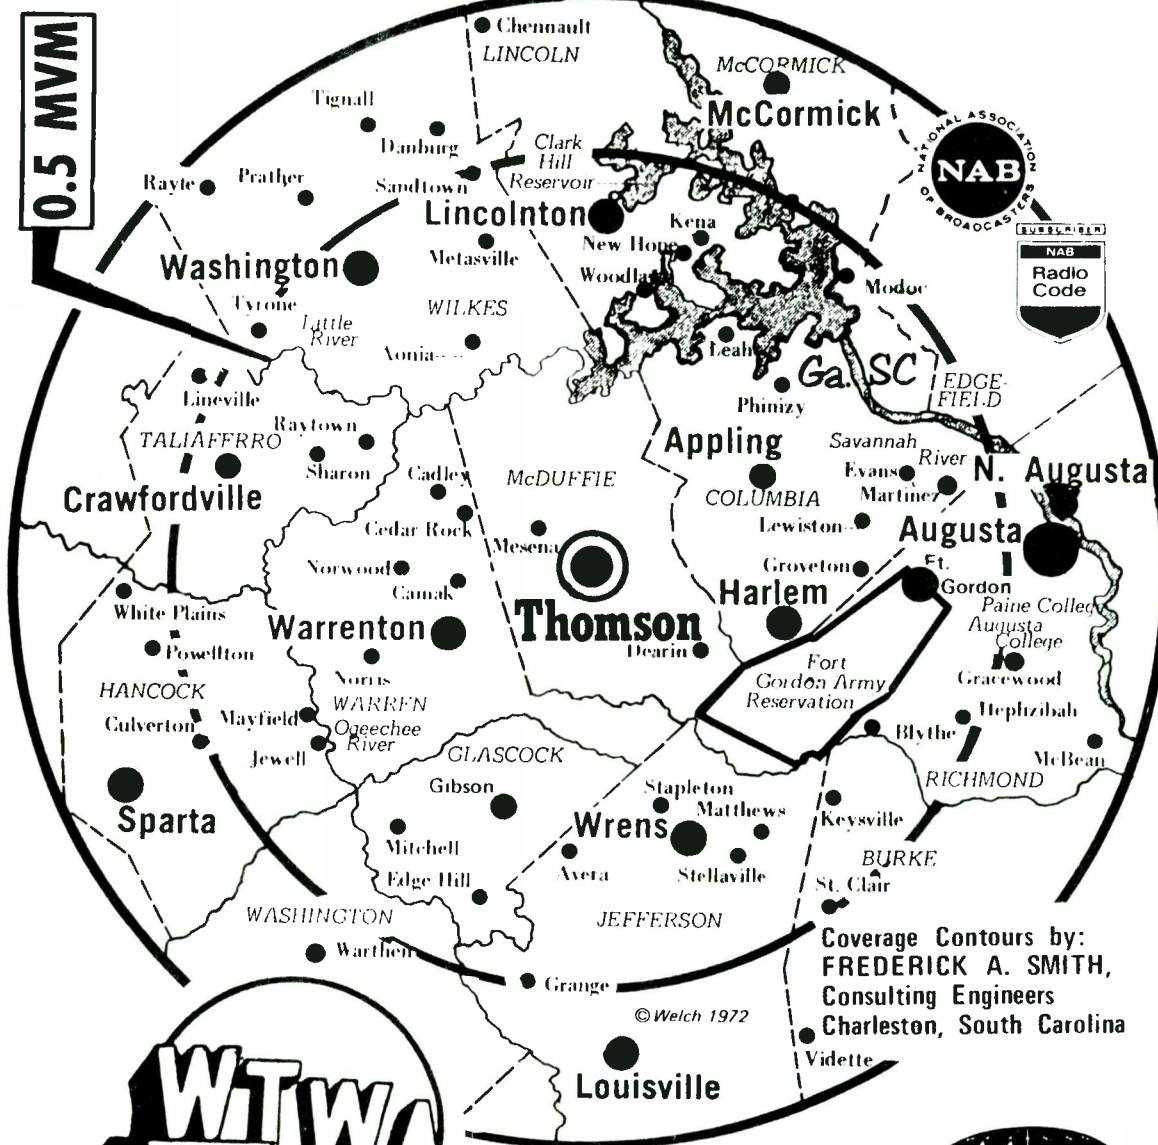 0.5 MVM
Chennault
LINCOLN
McCORMICK
McCormick
Tignall
Danburg
Clark
Hill
Reservoir
NATIONAL ASSOCIATION
NAB
OF BROADCASTERS
Rayle
Prather
Sandtown
Lincolnton
Kena
New Hope
Metasville
Washington
SUBSCRIBER
NAB
Radio
Code
Modoc
Tyrone
Little
River
WILKES
Leah
Ga.
SC
EDGE-
FIELD
Phinizy
Lineville
Raytown
TALIAFERRO
Sharon
Crawfordville
Cadley
McDUFFIE
Appling
COLUMBIA
Savannah
River
Evans
Martinez
N. Augusta
Cedar Rock
Mesena
Lewiston
Augusta
Norwood
Camak
Groveton
Ft.
Gordon
White Plains
Warrenton
Thomson
Harlem
Paine College
Augusta
College
Powellton
Dearin
Fort
Gordon Army
Reservation
Gracewood
HANCOCK
Norris
WARREN
Culverton
Mayfield
Ogeechee
River
Hephzibah
Blythe
Jewell
GLASCOCK
McBean
RICHMOND
Sparta
Gibson
Stapleton
Matthews
Wrens
Keysville
Mitchell
Avera
Stellaville
BURKE
Edge Hill
St. Clair
WASHINGTON
JEFFERSON
Warthen
Grange
Coverage Contours by:
FREDERICK A. SMITH,
Consulting Engineers
Charleston, South Carolina
© Welch 1972
Vidette
Louisville
WTWA